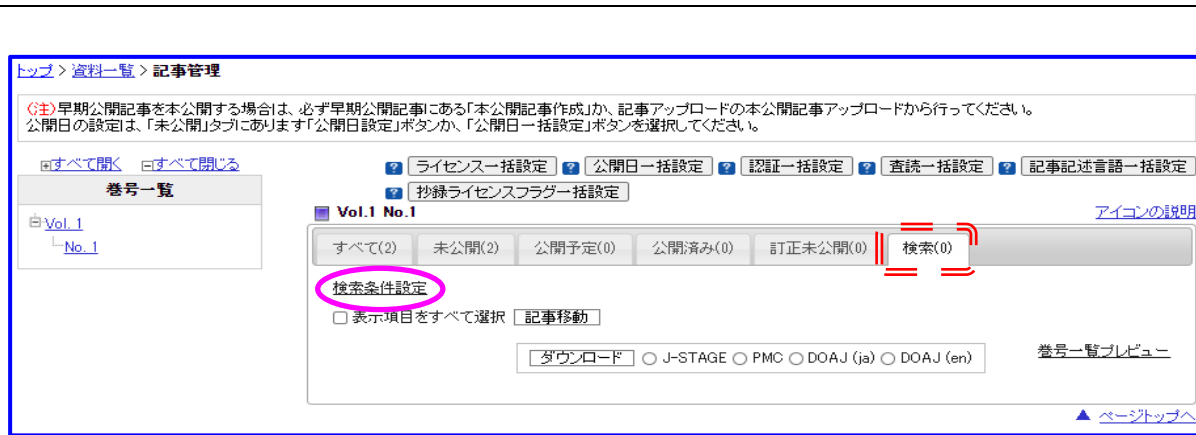 トップ > 資料一覧 > 記事管理
(注)早期公開記事を本公開する場合は、必ず早期公開記事にある「本公開記事作成」か、記事アップロードの本公開記事アップロードから行ってください。
公開日の設定は、「未公開」タブにあります「公開日設定」ボタンか、「公開日一括設定」ボタンを選択してください。
すべて開く すべて閉じる
? ライセンス一括設定 ? 公開日一括設定 ? 認証一括設定 ? 査読一括設定 ? 記事記述言語一括設定
巻号一覧
? 抄録ライセンスフラグ一括設定
Vol. 1
No. 1
Vol.1 No.1
アイコンの説明
すべて(2) 未公開(2) 公開予定(0) 公開済み(0) 訂正未公開(0) 検索(0)
検索条件設定
表示項目をすべて選択 記事移動
ダウンロード J-STAGE PMC DOAJ (ja) DOAJ (en)
巻号一覧プレビュー
▲ ページトップへ